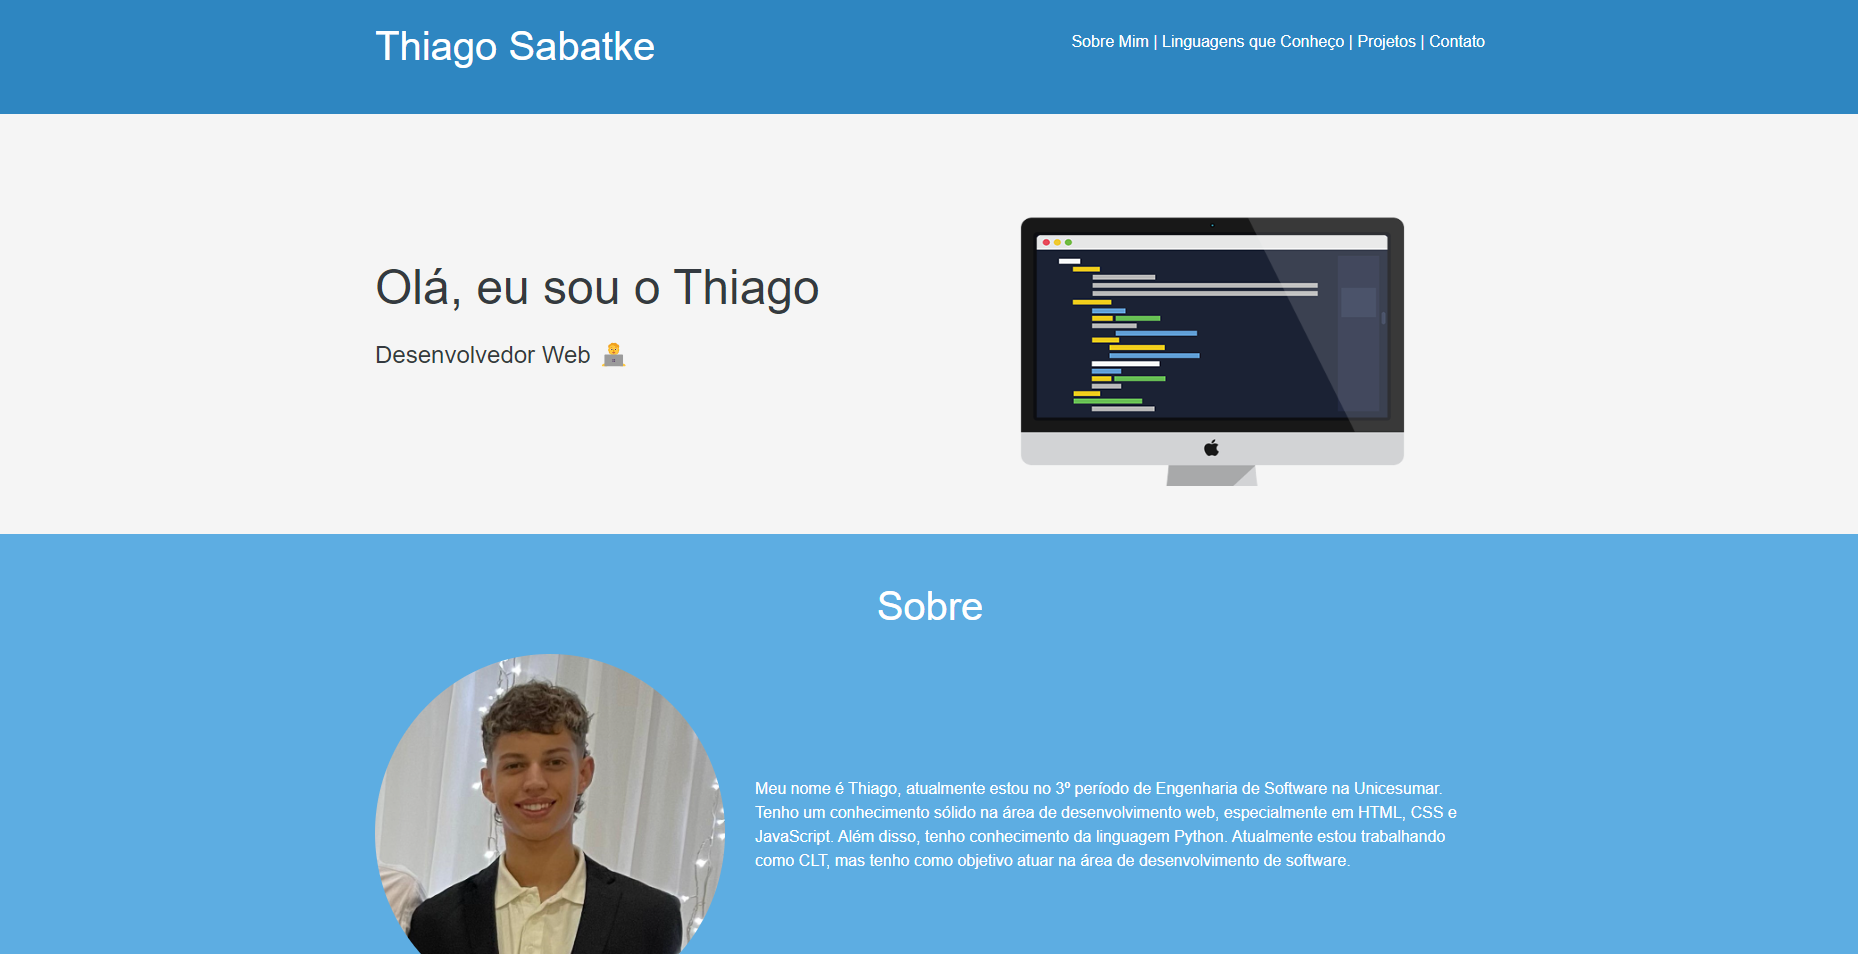 Thiago Sabatke
Sobre Mim | Linguagens que Conheço | Projetos | Contato
Olá, eu sou o Thiago
Desenvolvedor Web 🧑‍💻
Sobre
Meu nome é Thiago, atualmente estou no 3º período de Engenharia de Software na Unicesumar.
Tenho um conhecimento sólido na área de desenvolvimento web, especialmente em HTML, CSS e
JavaScript. Além disso, tenho conhecimento da linguagem Python. Atualmente estou trabalhando
como CLT, mas tenho como objetivo atuar na área de desenvolvimento de software.